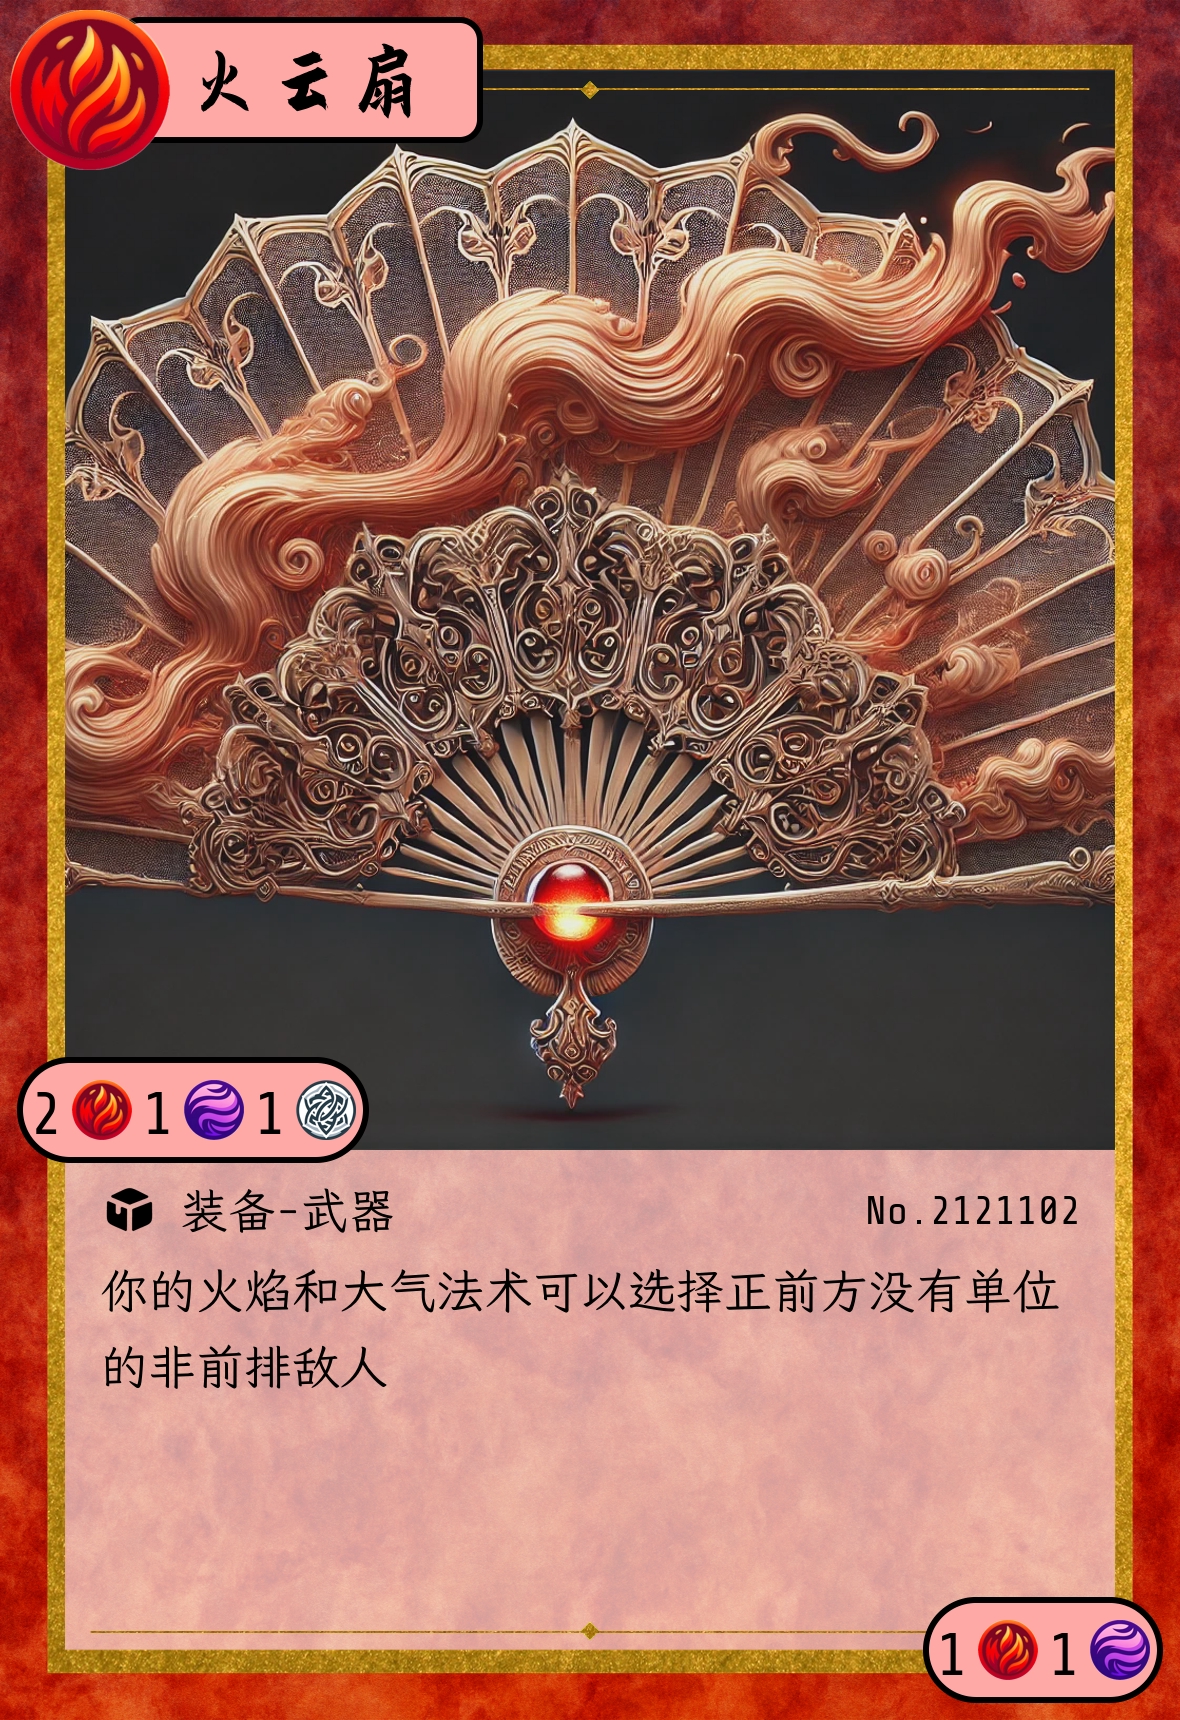 火云扇
2 1 1
装备-武器 No.2121102
你的火焰和大气法术可以选择正前方没有单位
的非前排敌人
1 1